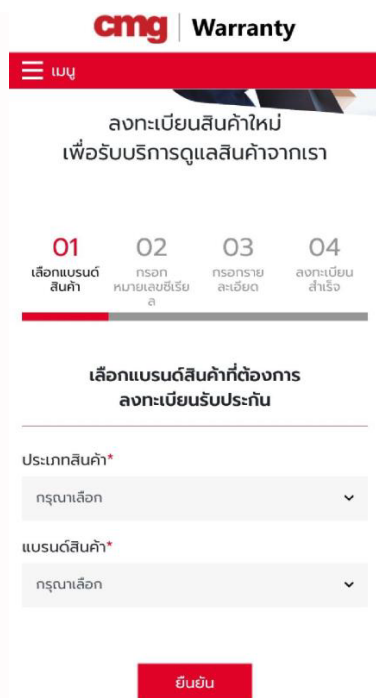 cmg | Warranty
เมนู
ลงทะเบียนสินค้าใหม่
เพื่อรับบริการดูแลสินค้าจากเรา
01 02 03 04
เลือกแบรนด์ กรอก กรอกราย ลงทะเบียน
สินค้า หมายเลขซีเรีย ละเอียด สำเร็จ
ล
เลือกแบรนด์สินค้าที่ต้องการ
ลงทะเบียนรับประกัน
ประเภทสินค้า*
กรุณาเลือก
แบรนด์สินค้า*
กรุณาเลือก
ยืนยัน